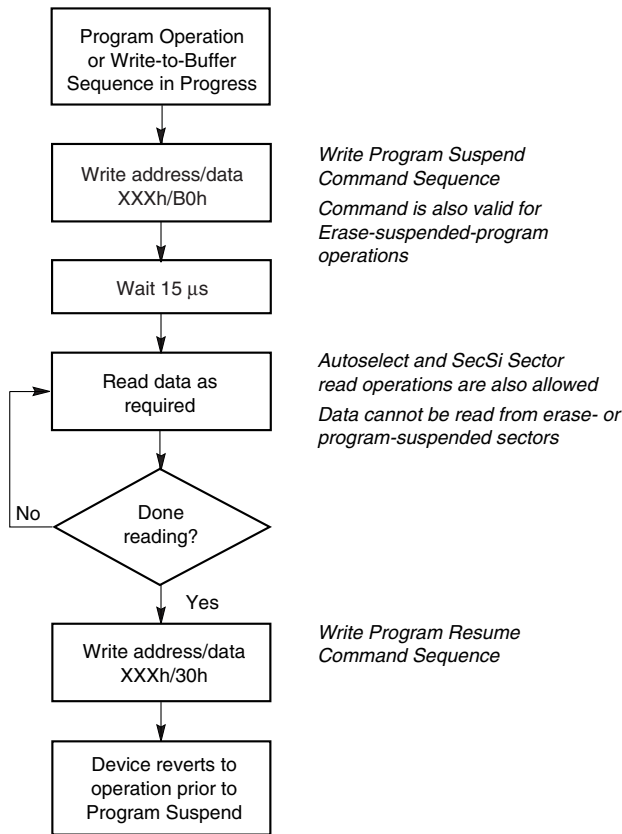 Program Operation
or Write-to-Buffer
Sequence in Progress
Write address/data
XXXh/B0h
Write Program Suspend
Command Sequence
Command is also valid for
Erase-suspended-program
operations
Wait 15 μs
Read data as
required
Autoselect and SecSi Sector
read operations are also allowed
Data cannot be read from erase- or
program-suspended sectors
No
Done
reading?
Yes
Write address/data
XXXh/30h
Write Program Resume
Command Sequence
Device reverts to
operation prior to
Program Suspend